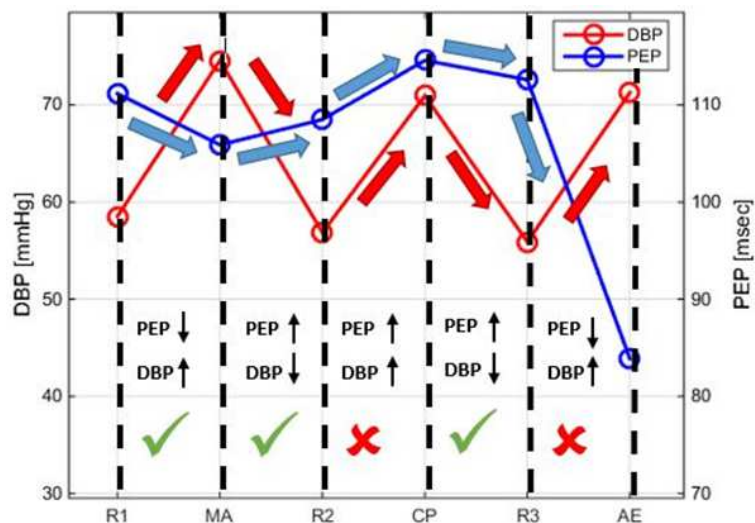 DBP
PEP
70
60
50
40
30
DBP [mmHg]
110
100
90
80
70
PEP [msec]
PEP ↓
DBP ↑
PEP ↑
DBP ↓
PEP ↑
DBP ↑
PEP ↑
DBP ↓
PEP ↓
DBP ↑
R1 MA R2 CP R3 AE